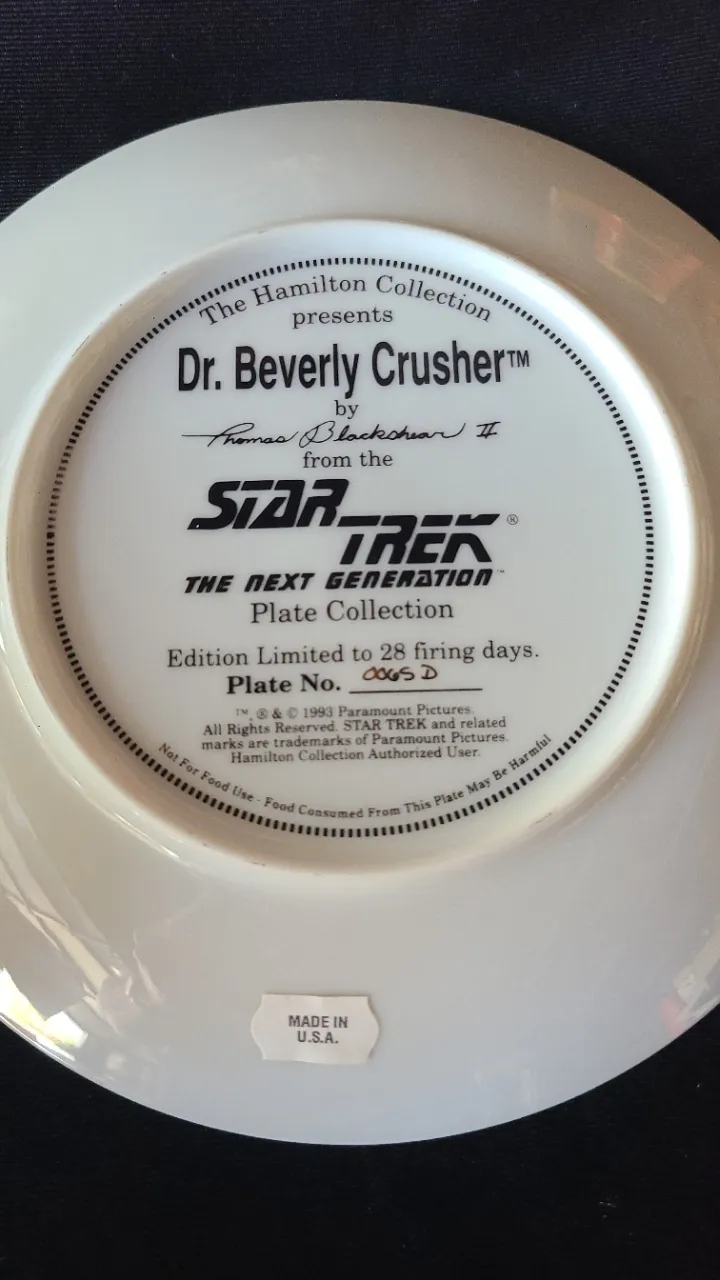 The Hamilton Collection
presents
Dr. Beverly Crusher™
by
Thomas Blackshear II
from the
STAR
TREK®
THE NEXT GENERATION™
Plate Collection
Edition Limited to 28 firing days.
Plate No. 0065 D
™, ® & © 1993 Paramount Pictures.
All Rights Reserved. STAR TREK and related
marks are trademarks of Paramount Pictures.
Hamilton Collection Authorized User.
Not For Food Use - Food Consumed From This Plate May Be Harmful
MADE IN
U.S.A.